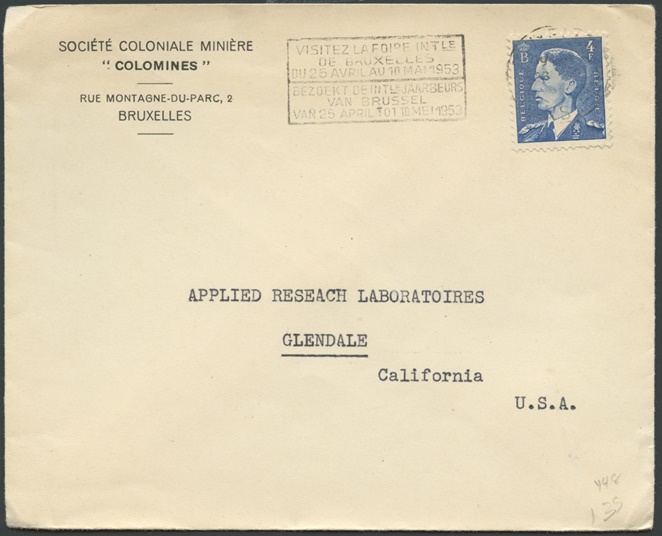 SOCIÉTÉ COLONIALE MINIÈRE
" COLOMINES "
RUE MONTAGNE-DU-PARC, 2
BRUXELLES
VISITEZ LA FOIRE INTLE
DE BRUXELLES
DU 25 AVRIL AU 10 MAI 1953
BEZOEKT DE INTLE JAARBEURS
VAN BRUSSEL
VAN 25 APRIL TOT 10 MEI 1953
B 4F
BELGIQUE BELGIE
APPLIED RESEACH LABORATOIRES
GLENDALE
California
U.S.A.
448